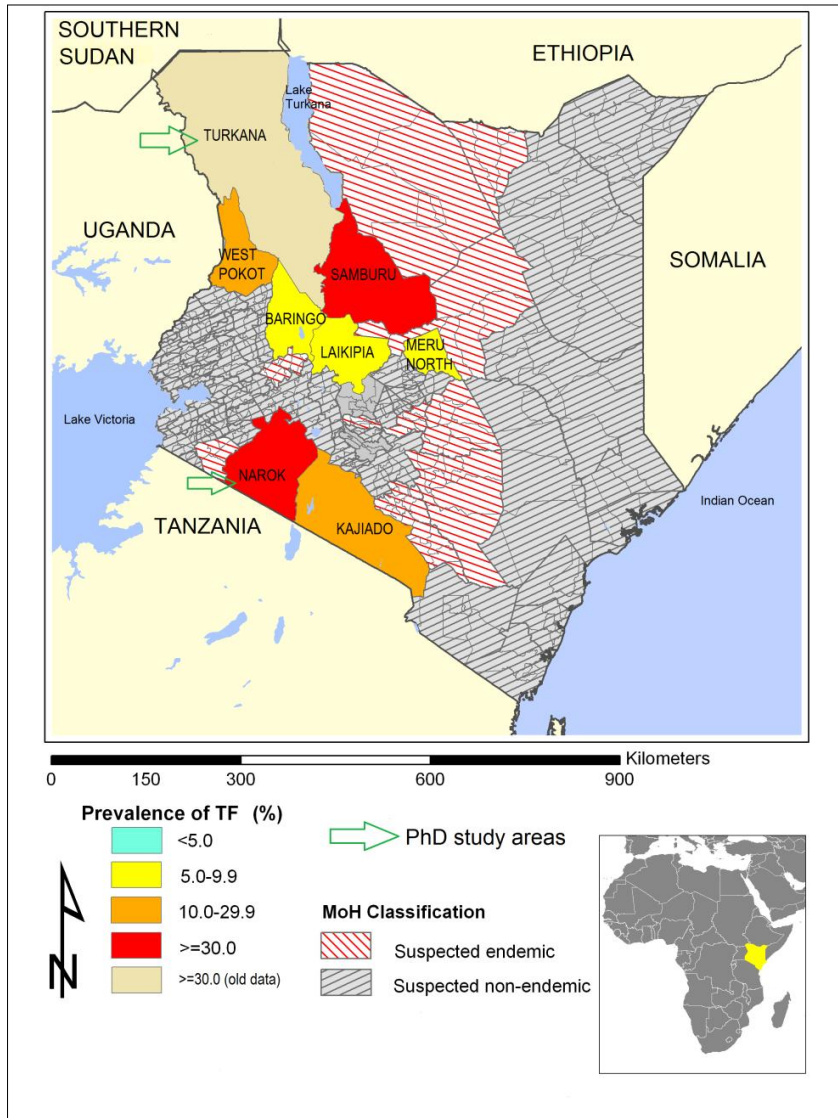 SOUTHERN
SUDAN
ETHIOPIA
Lake
Turkana
TURKANA
UGANDA
WEST
POKOT
SAMBURU
SOMALIA
BARINGO
MERU
NORTH
LAIKIPIA
Lake Victoria
NAROK
Indian Ocean
TANZANIA
KAJIADO
Kilometers
0 150 300 600 900
Prevalence of TF (%)
<5.0
5.0-9.9
10.0-29.9
>=30.0
>=30.0 (old data)
N
PhD study areas
MoH Classification
Suspected endemic
Suspected non-endemic